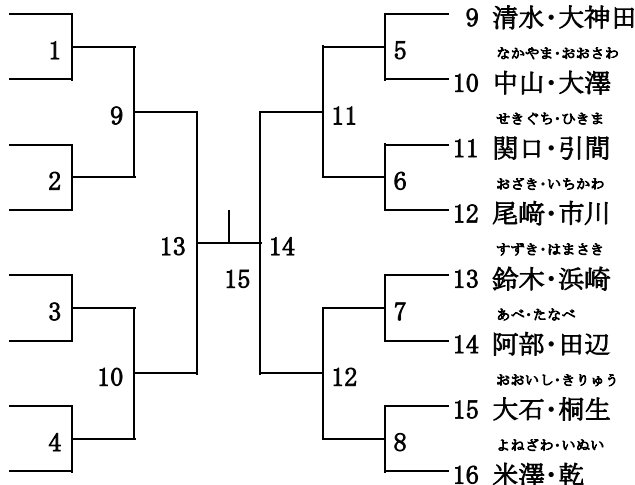 9 清水・大神田
1
5
なかやま・おおさわ
10 中山・大澤
9
11
せきぐち・ひきま
11 関口・引間
2
6
おざき・いちかわ
12 尾﨑・市川
13
14
すずき・はまさき
15
13 鈴木・浜崎
3
7
あべ・たなべ
14 阿部・田辺
10
12
おおいし・きりゅう
15 大石・桐生
4
8
よねざわ・いぬい
16 米澤・乾